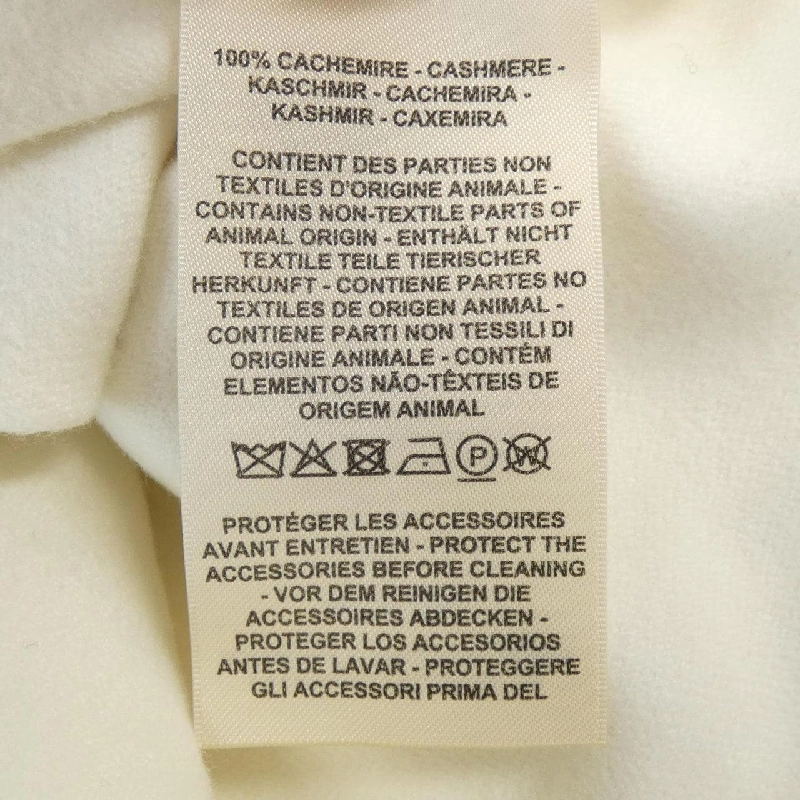 100% CACHEMIRE - CASHMERE -
KASCHMIR - CACHEMIRA -
KASHMIR - CAXEMIRA
CONTIENT DES PARTIES NON
TEXTILES D'ORIGINE ANIMALE -
CONTAINS NON-TEXTILE PARTS OF
ANIMAL ORIGIN - ENTHÄLT NICHT
TEXTILE TEILE TIERISCHER
HERKUNFT - CONTIENE PARTES NO
TEXTILES DE ORIGEN ANIMAL -
CONTIENE PARTI NON TESSILI DI
ORIGINE ANIMALE - CONTÉM
ELEMENTOS NÃO-TÊXTEIS DE
ORIGEM ANIMAL
P W
PROTÉGER LES ACCESSOIRES
AVANT ENTRETIEN - PROTECT THE
ACCESSORIES BEFORE CLEANING
- VOR DEM REINIGEN DIE
ACCESSOIRES ABDECKEN -
PROTEGER LOS ACCESORIOS
ANTES DE LAVAR - PROTEGGERE
GLI ACCESSORI PRIMA DEL